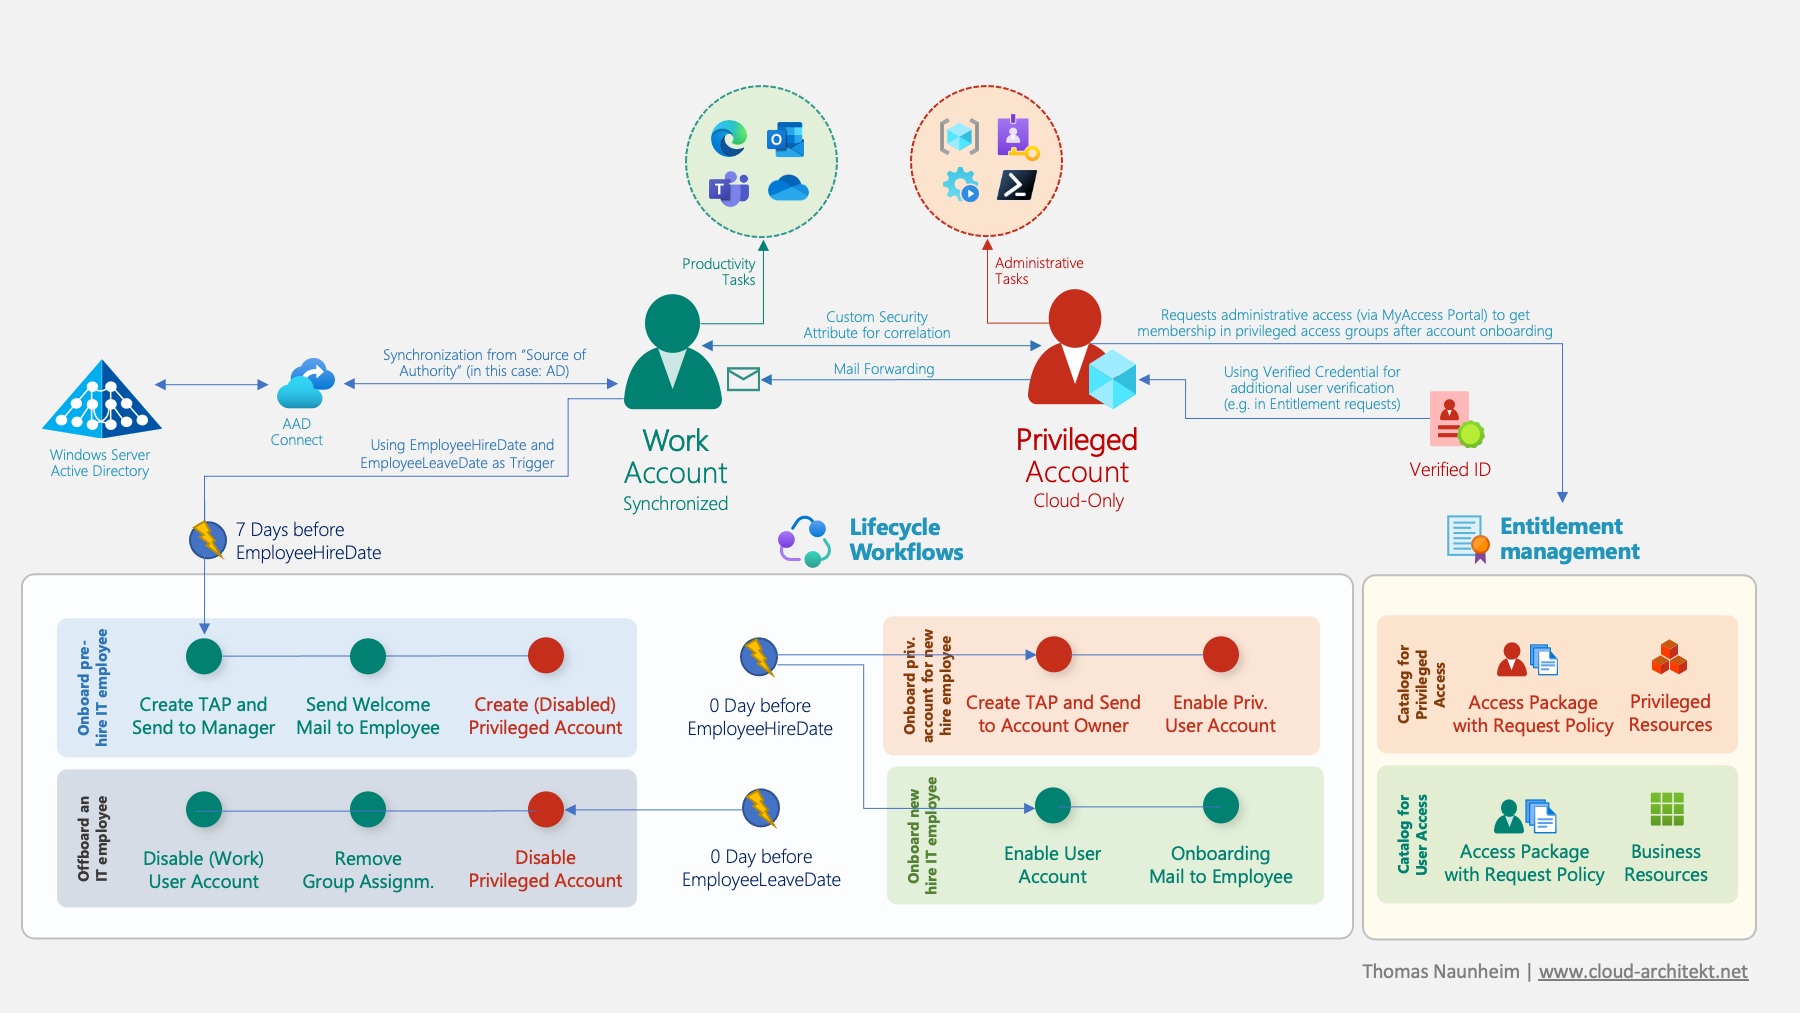 Productivity
Tasks
Administrative
Tasks
Custom Security
Attribute for correlation
Mail Forwarding
Requests administrative access (via MyAccess Portal) to get
membership in privileged access groups after account onboarding
Using Verified Credential for
additional user verification
(e.g. in Entitlement requests)
Synchronization from “Source of
Authority” (in this case: AD)
AAD
Connect
Windows Server
Active Directory
Using EmployeeHireDate and
EmployeeLeaveDate as Trigger
Work
Account
Synchronized
Privileged
Account
Cloud-Only
Verified ID
7 Days before
EmployeeHireDate
Lifecycle
Workflows
Entitlement
management
Onboard pre-
hire IT employee
Create TAP and
Send to Manager
Send Welcome
Mail to Employee
Create (Disabled)
Privileged Account
0 Day before
EmployeeHireDate
Onboard priv.
account for new
hire employee
Create TAP and Send
to Account Owner
Enable Priv.
User Account
Catalog for
Privileged
Access
Access Package
with Request Policy
Privileged
Resources
Offboard an
IT employee
Disable (Work)
User Account
Remove
Group Assignm.
Disable
Privileged Account
0 Day before
EmployeeLeaveDate
Onboard new
hire IT employee
Enable User
Account
Onboarding
Mail to Employee
Catalog for
User Access
Access Package
with Request Policy
Business
Resources
Thomas Naunheim | www.cloud-architekt.net